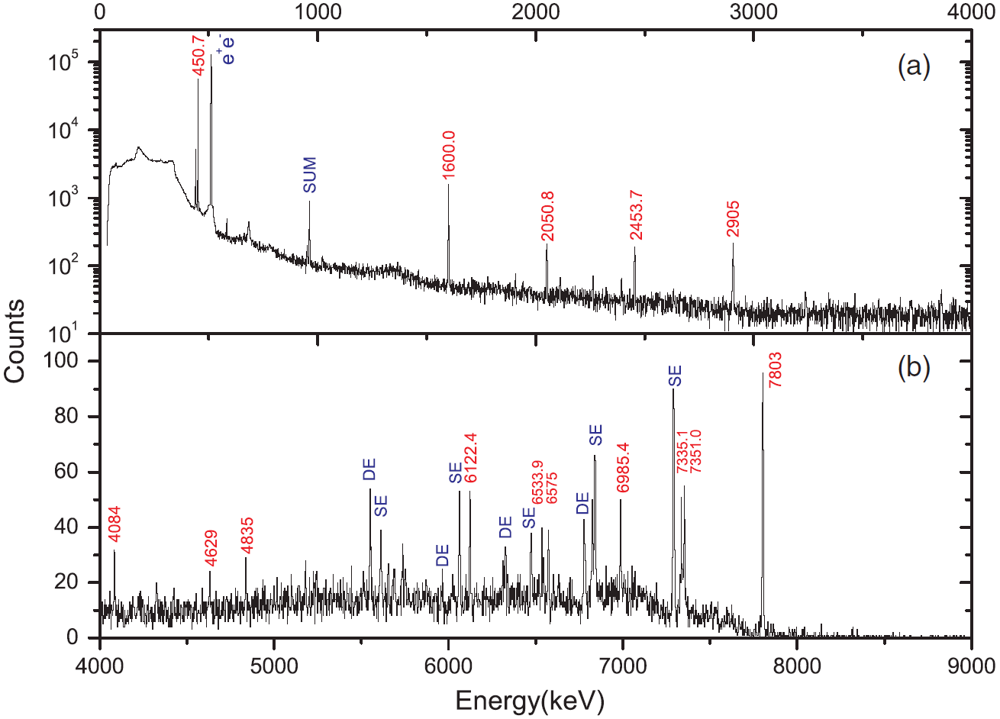 0 1000 2000 3000 4000
(a)
10^5
10^4
10^3
10^2
10^1
450.7
e+e-
SUM
1600.0
2050.8
2453.7
2905
Counts
(b)
100
80
60
40
20
0
4084
4629
4835
DE
SE
DE
SE
6122.4
DE
SE
6533.9
6575
DE
SE
6985.4
SE
7335.1
7351.0
7803
4000 5000 6000 7000 8000 9000
Energy(keV)